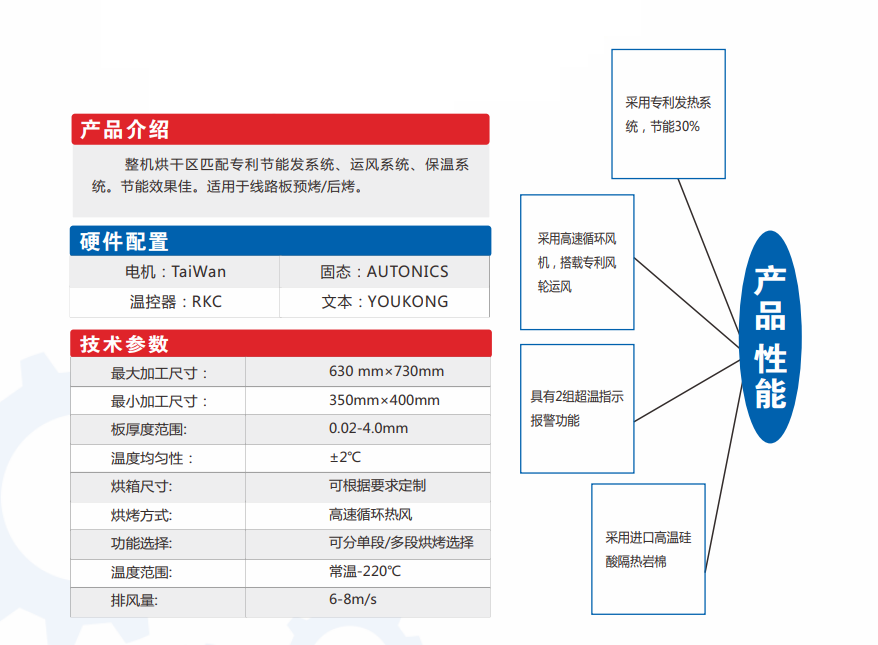 产品介绍
整机烘干区匹配专利节能发系统、运风系统、保温系
统。节能效果佳。适用于线路板预烤/后烤。
硬件配置
电机：TaiWan 固态：AUTONICS
温控器：RKC 文本：YOUKONG
技术参数
最大加工尺寸： 630 mm×730mm
最小加工尺寸： 350mm×400mm
板厚度范围: 0.02-4.0mm
温度均匀性： ±2℃
烘箱尺寸: 可根据要求定制
烘烤方式: 高速循环热风
功能选择: 可分单段/多段烘烤选择
温度范围: 常温-220℃
排风量: 6-8m/s
采用专利发热系
统，节能30%
采用高速循环风
机，搭载专利风
轮运风
具有2组超温指示
报警功能
采用进口高温硅
酸隔热岩棉
产品性能